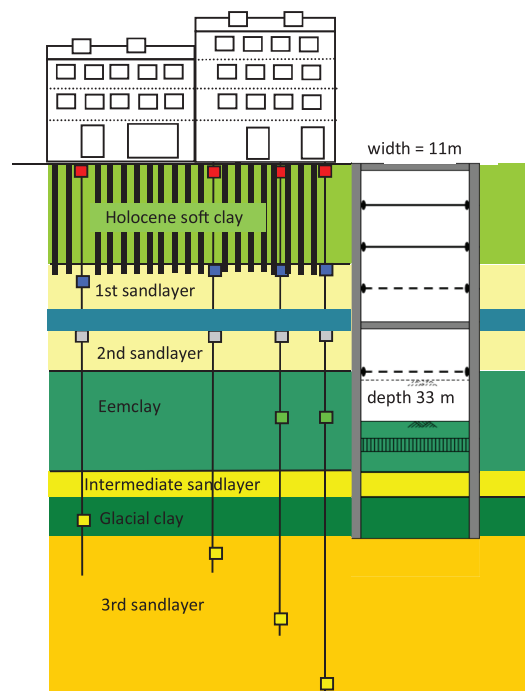 width = 11m
Holocene soft clay
1st sandlayer
2nd sandlayer
depth 33 m
Eemclay
Intermediate sandlayer
Glacial clay
3rd sandlayer